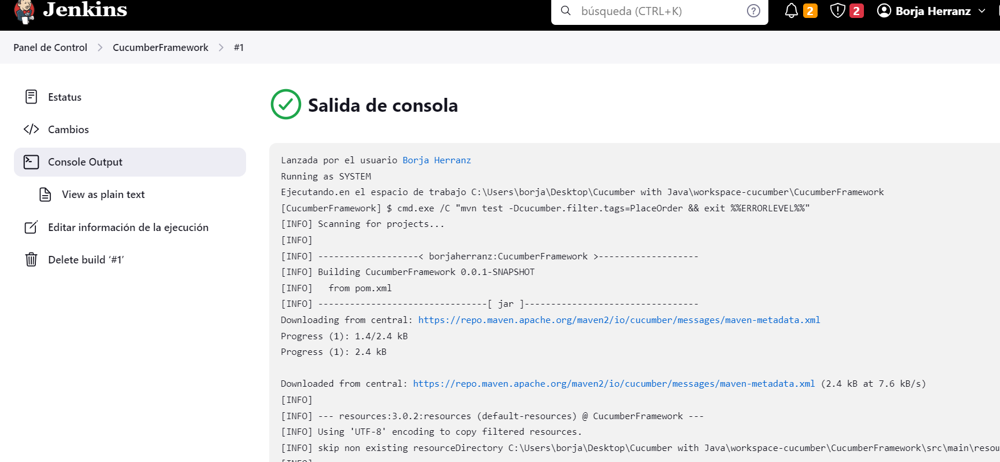 Jenkins
búsqueda (CTRL+K)
2
2
Borja Herranz
Panel de Control
CucumberFramework
#1
Estatus
Cambios
Console Output
View as plain text
Editar información de la ejecución
Delete build ‘#1’
Salida de consola
Lanzada por el usuario Borja Herranz
Running as SYSTEM
Ejecutando.en el espacio de trabajo C:\Users\borja\Desktop\Cucumber with Java\workspace-cucumber\CucumberFramework
[CucumberFramework] $ cmd.exe /C "mvn test -Dcucumber.filter.tags=PlaceOrder && exit %%ERRORLEVEL%%"
[INFO] Scanning for projects...
[INFO]
[INFO] -------------------< borjaherranz:CucumberFramework >-------------------
[INFO] Building CucumberFramework 0.0.1-SNAPSHOT
[INFO]   from pom.xml
[INFO] --------------------------------[ jar ]---------------------------------
Downloading from central: https://repo.maven.apache.org/maven2/io/cucumber/messages/maven-metadata.xml
Progress (1): 1.4/2.4 kB
Progress (1): 2.4 kB
Downloaded from central: https://repo.maven.apache.org/maven2/io/cucumber/messages/maven-metadata.xml (2.4 kB at 7.6 kB/s)
[INFO]
[INFO] --- resources:3.0.2:resources (default-resources) @ CucumberFramework ---
[INFO] Using 'UTF-8' encoding to copy filtered resources.
[INFO] skip non existing resourceDirectory C:\Users\borja\Desktop\Cucumber with Java\workspace-cucumber\CucumberFramework\src\main\resou
[INFO]